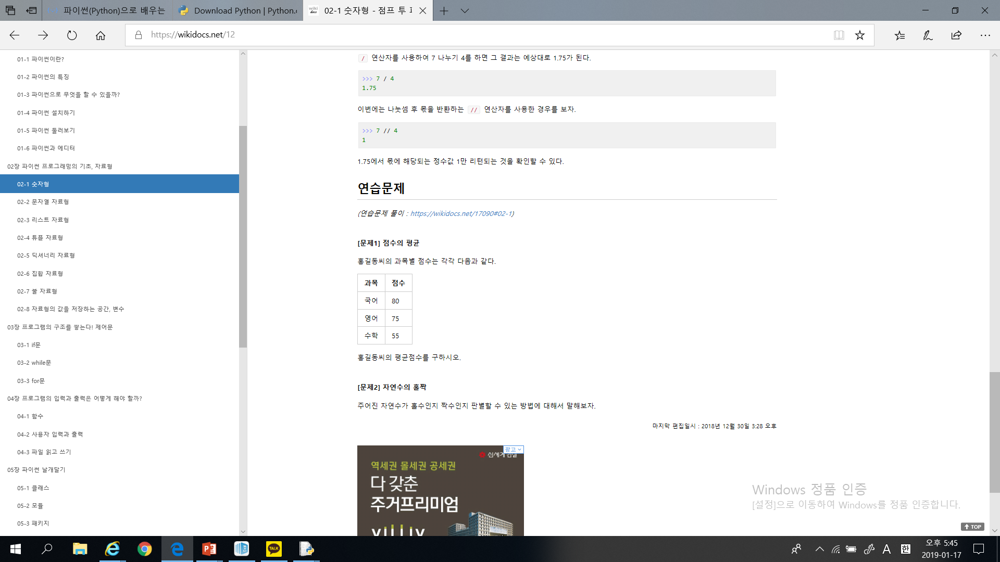 파이썬(Python)으로 배우는
Download Python | Python.o
wiki docs
02-1 숫자형 - 점프 투 파
https://wikidocs.net/12
01-1 파이썬이란?
01-2 파이썬의 특징
01-3 파이썬으로 무엇을 할 수 있을까?
01-4 파이썬 설치하기
01-5 파이썬 둘러보기
01-6 파이썬과 에디터
02장 파이썬 프로그래밍의 기초, 자료형
02-1 숫자형
02-2 문자열 자료형
02-3 리스트 자료형
02-4 튜플 자료형
02-5 딕셔너리 자료형
02-6 집합 자료형
02-7 불 자료형
02-8 자료형의 값을 저장하는 공간, 변수
03장 프로그램의 구조를 쌓는다! 제어문
03-1 if문
03-2 while문
03-3 for문
04장 프로그램의 입력과 출력은 어떻게 해야 할까?
04-1 함수
04-2 사용자 입력과 출력
04-3 파일 읽고 쓰기
05장 파이썬 날개달기
05-1 클래스
05-2 모듈
05-3 패키지
/ 연산자를 사용하여 7 나누기 4를 하면 그 결과는 예상대로 1.75가 된다.
>>> 7 / 4
1.75
이번에는 나눗셈 후 몫을 반환하는 // 연산자를 사용한 경우를 보자.
>>> 7 // 4
1
1.75에서 몫에 해당되는 정수값 1만 리턴되는 것을 확인할 수 있다.
연습문제
(연습문제 풀이 : https://wikidocs.net/17090#02-1)
[문제1] 점수의 평균
홍길동씨의 과목별 점수는 각각 다음과 같다.
과목 점수
국어 80
영어 75
수학 55
홍길동씨의 평균점수를 구하시오.
[문제2] 자연수의 홀짝
주어진 자연수가 홀수인지 짝수인지 판별할 수 있는 방법에 대해서 말해보자.
마지막 편집일시 : 2018년 12월 30일 3:28 오후
광고
신세계건설
역세권 몰세권 공세권
다 갖춘
주거프리미엄
Windows 정품 인증
[설정]으로 이동하여 Windows를 정품 인증합니다.
TOP
TALK
A
한
오후 5:45
2019-01-17